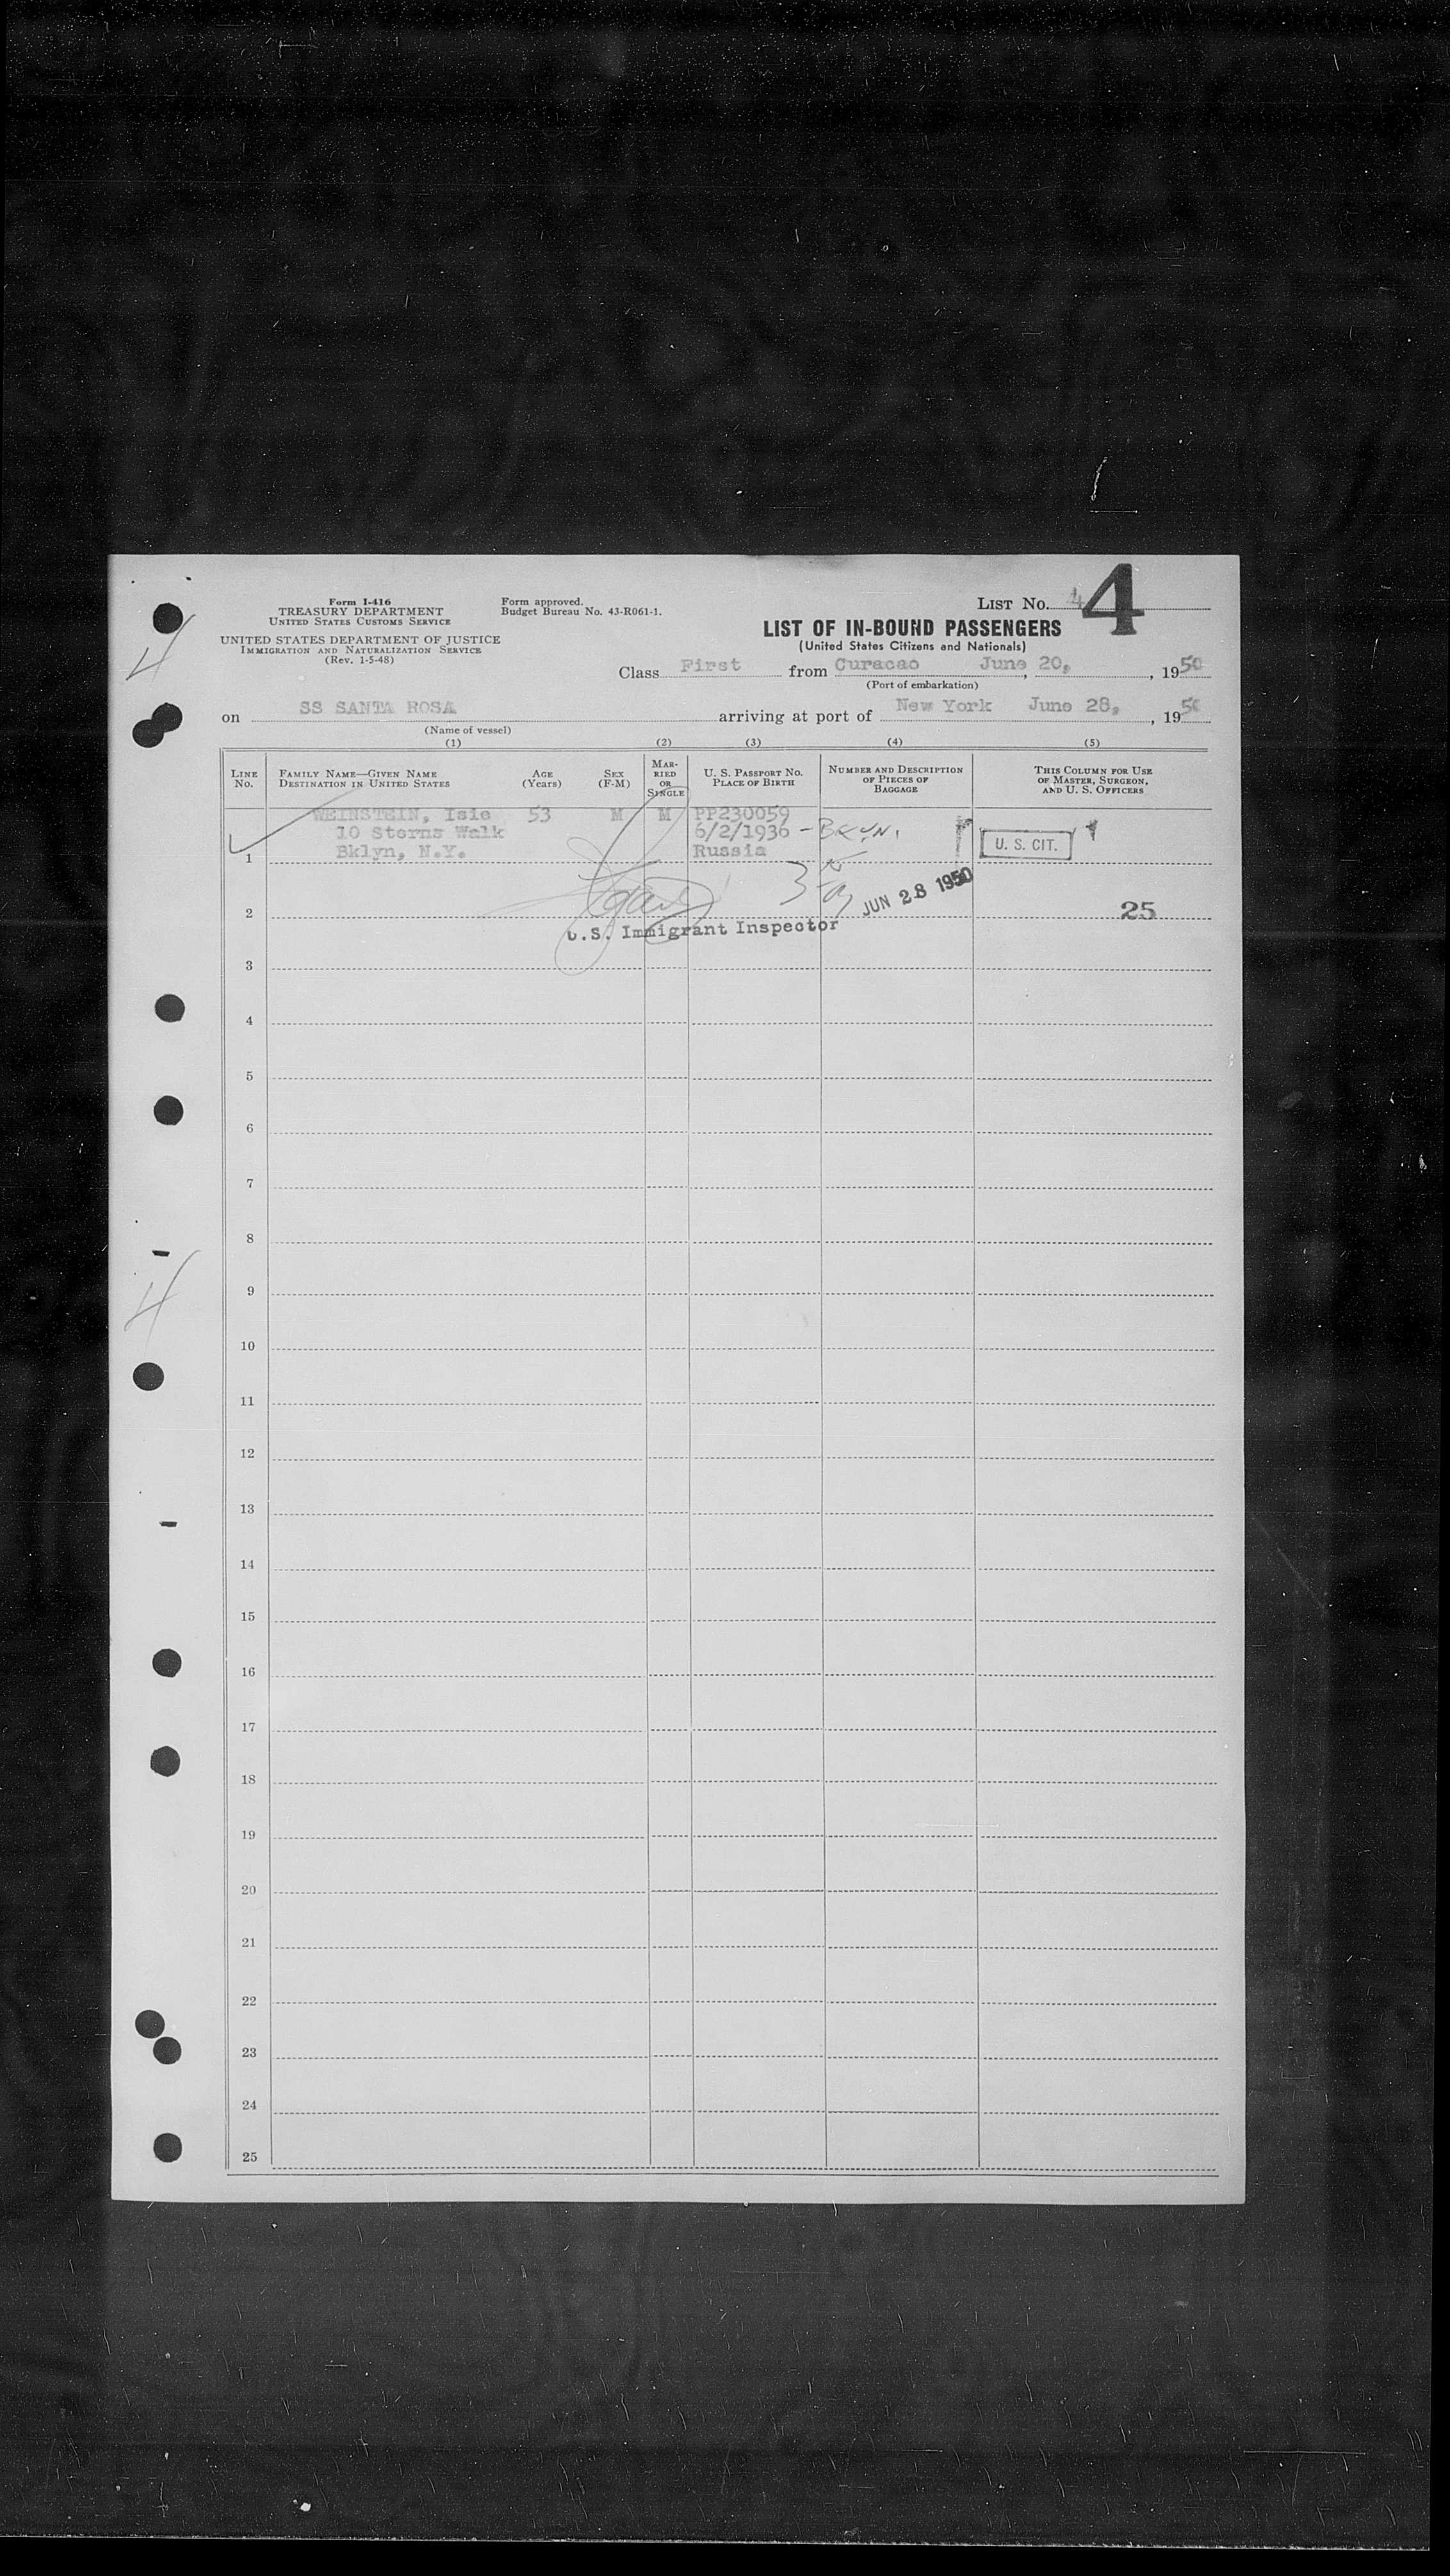 4
Form I-416
TREASURY DEPARTMENT
UNITED STATES CUSTOMS SERVICE
UNITED STATES DEPARTMENT OF JUSTICE
IMMIGRATION AND NATURALIZATION SERVICE
(Rev. 1-5-48)
Form approved.
Budget Bureau No. 43-R061-1.
LIST NO. 4 4
LIST OF IN-BOUND PASSENGERS
(United States Citizens and Nationals)
Class First from Curacao June 20, , 1950
(Port of embarkation)
on SS SANTA ROSA arriving at port of New York June 28, , 1950
(Name of vessel)
(1) (2) (3) (4) (5)
LINE NO.
FAMILY NAME—GIVEN NAME
DESTINATION IN UNITED STATES
AGE (Years)
SEX (F-M)
MARRIED OR SINGLE
U. S. PASSPORT NO.
PLACE OF BIRTH
NUMBER AND DESCRIPTION OF PIECES OF BAGGAGE
THIS COLUMN FOR USE OF MASTER, SURGEON, AND U. S. OFFICERS
WEINSTEIN, Isie 53 M M PP230059
10 Sterns Walk 6/2/1936 - BKLYN. U. S. CIT.
1 Bklyn, N.Y. Russia
JUN 28 1950
2 25
U.S. Immigrant Inspector
3
4
5
6
7
8
9
4
10
11
12
13
14
15
16
17
18
19
20
21
22
23
24
25